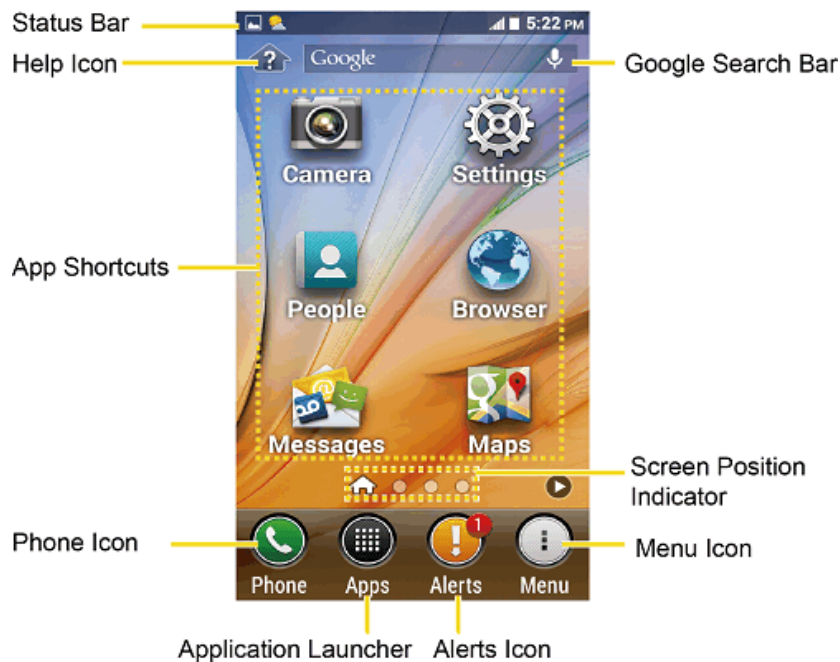 Status Bar
5:22 PM
Help Icon
?
Google
Google Search Bar
Camera
Settings
App Shortcuts
People
Browser
@
g
Messages
Maps
Screen Position
Indicator
Phone Icon
!
1
Menu Icon
Phone
Apps
Alerts
Menu
Application Launcher
Alerts Icon